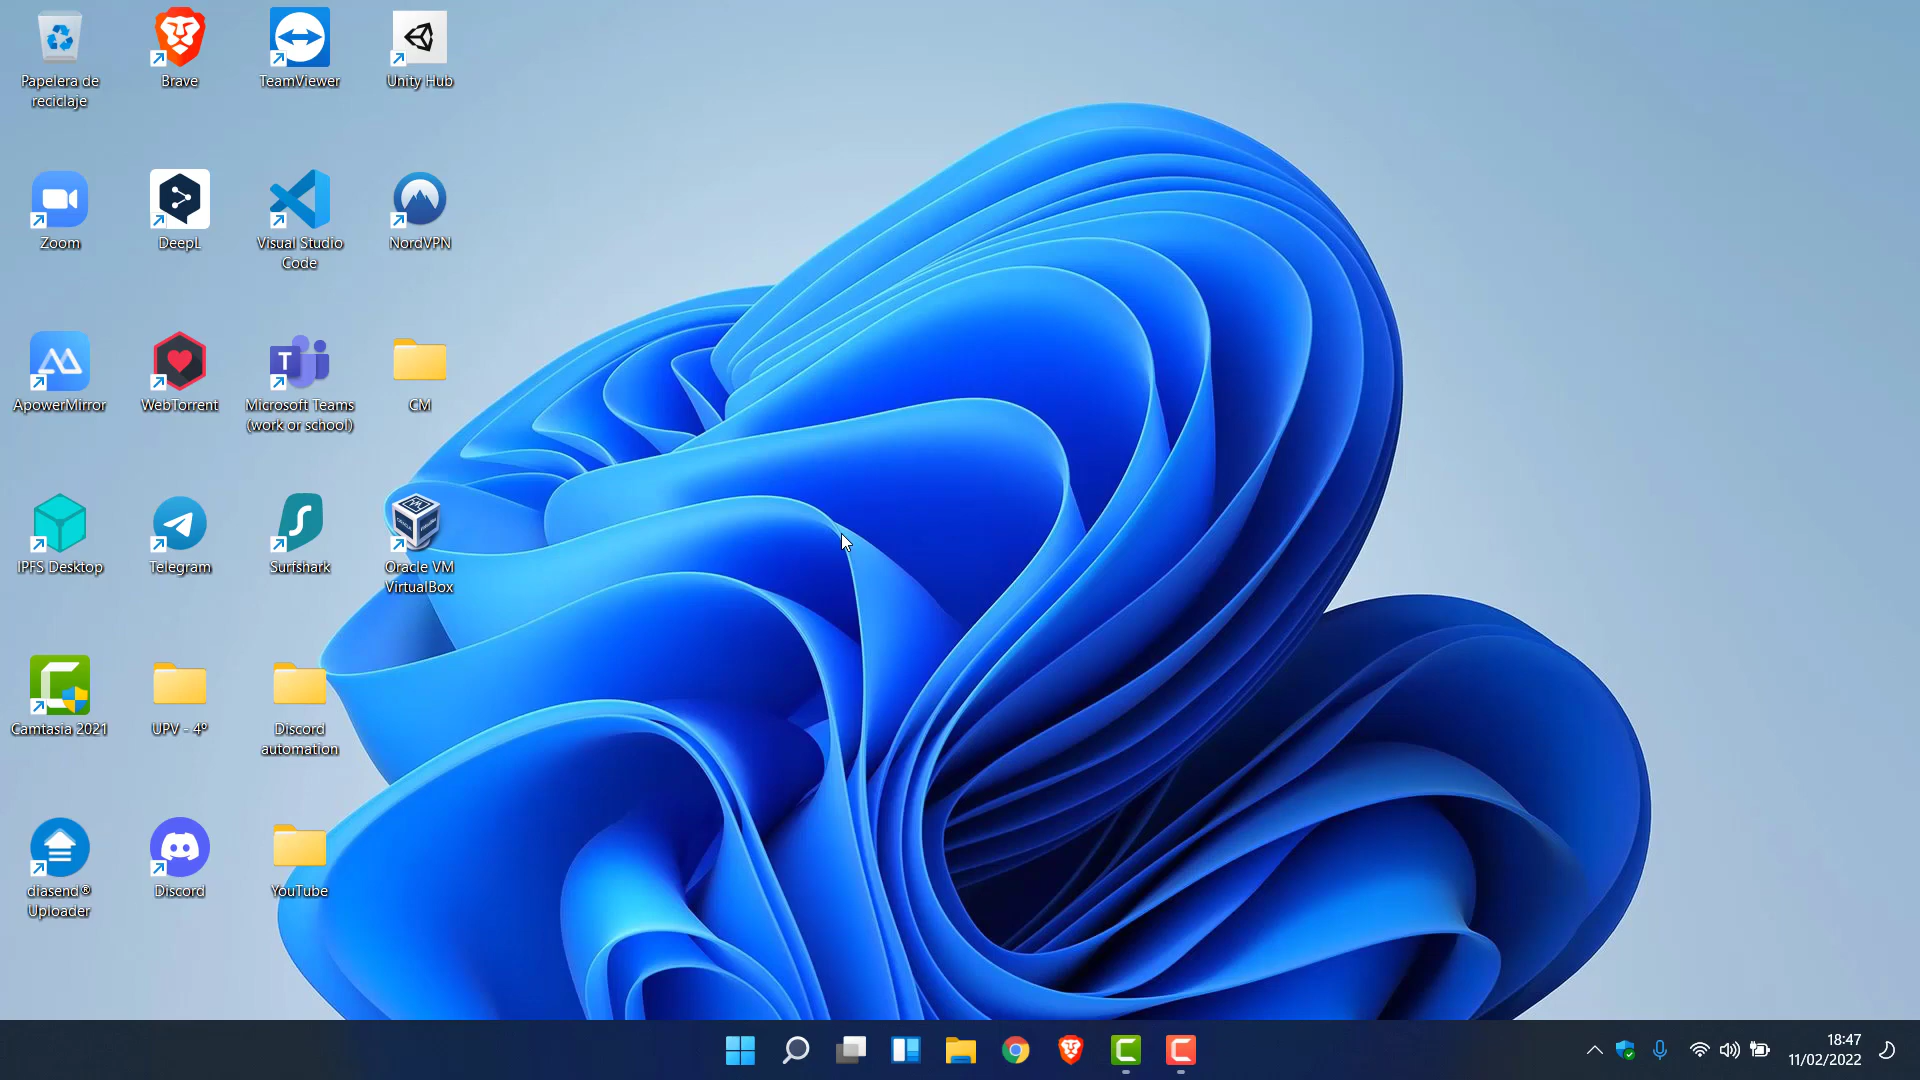 Papelera de
reciclaje
Brave
TeamViewer
Unity Hub
Zoom
DeepL
Visual Studio
Code
NordVPN
ApowerMirror
WebTorrent
Microsoft Teams
(work or school)
CM
IPFS Desktop
Telegram
Surfshark
Oracle VM
VirtualBox
Camtasia 2021
UPV - 4º
Discord
automation
diasend®
Uploader
Discord
YouTube
18:47
11/02/2022